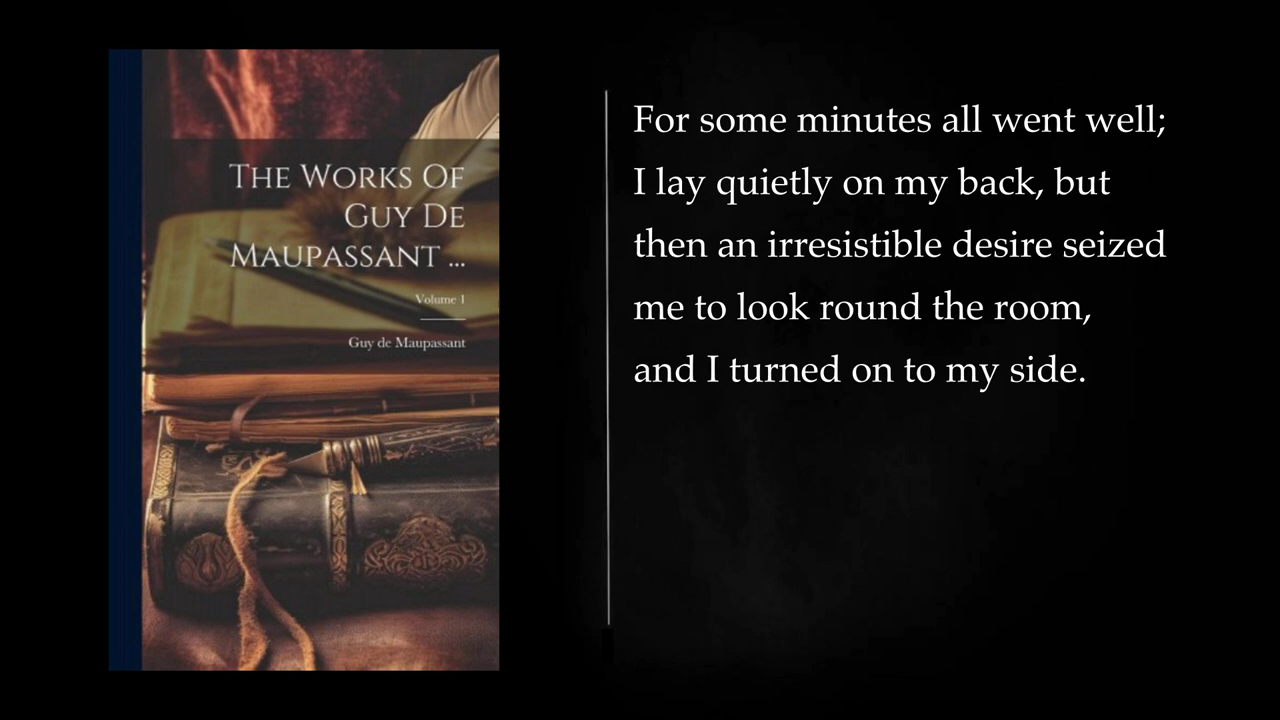 The Works Of
Guy De
Maupassant ...
Volume 1
Guy de Maupassant
For some minutes all went well;
I lay quietly on my back, but
then an irresistible desire seized
me to look round the room,
and I turned on to my side.